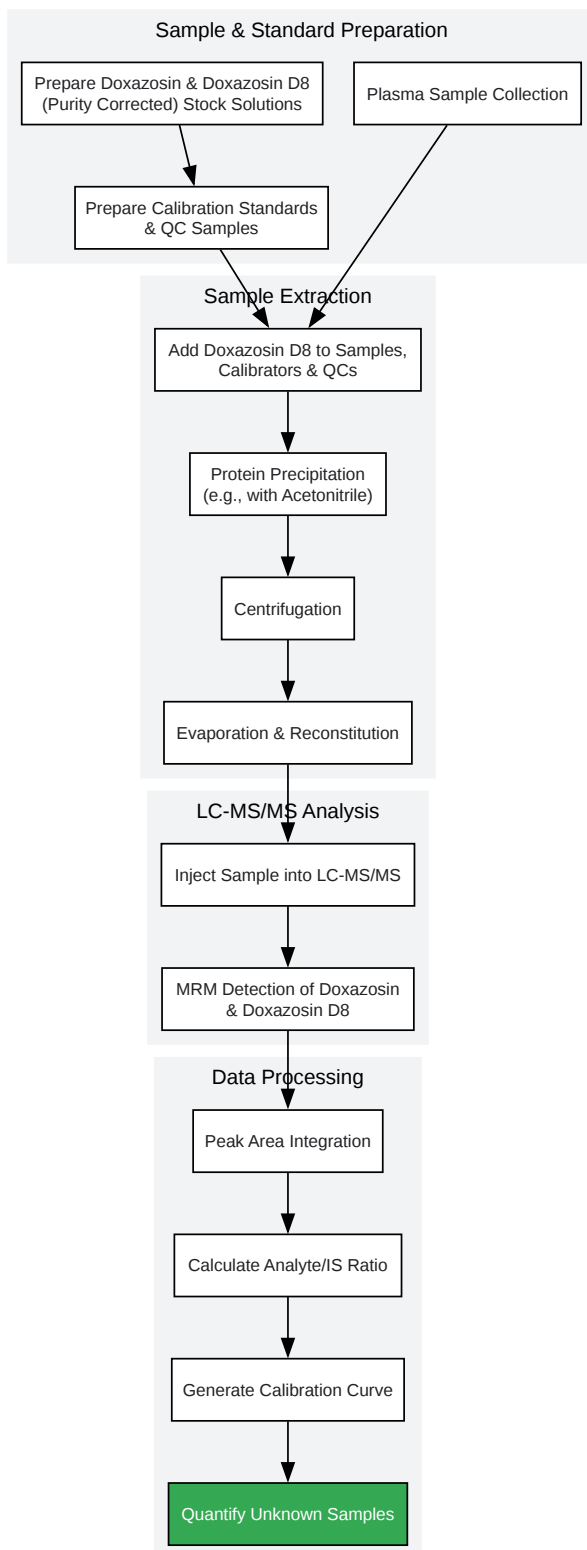 Sample & Standard Preparation
Prepare Doxazosin & Doxazosin D8
(Purity Corrected) Stock Solutions
Plasma Sample Collection
Prepare Calibration Standards
& QC Samples
Sample Extraction
Add Doxazosin D8 to Samples,
Calibrators & QCs
Protein Precipitation
(e.g., with Acetonitrile)
Centrifugation
Evaporation & Reconstitution
LC-MS/MS Analysis
Inject Sample into LC-MS/MS
MRM Detection of Doxazosin
& Doxazosin D8
Data Processing
Peak Area Integration
Calculate Analyte/IS Ratio
Generate Calibration Curve
Quantify Unknown Samples